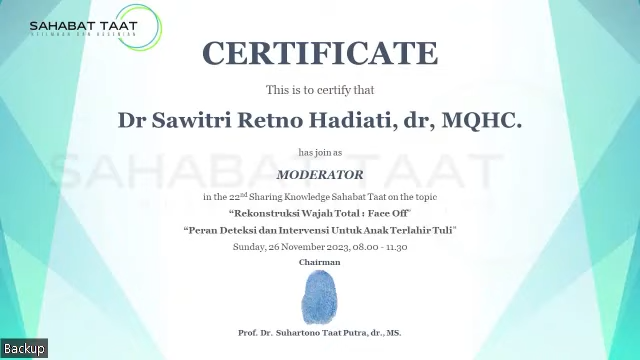 SAHABAT TAAT
CERTIFICATE
This is to certify that
Dr Sawitri Retno Hadiati, dr, MQHC.
has join as
MODERATOR
in the 22nd Sharing Knowledge Sahabat Taat on the topic
“Rekonstruksi Wajah Total : Face Off”
“Peran Deteksi dan Intervensi Untuk Anak Terlahir Tuli”
Sunday, 26 November 2023, 08.00 - 11.30
Chairman
Prof. Dr. Suhartono Taat Putra, dr., MS.
SAHABAT TAAT
Backup